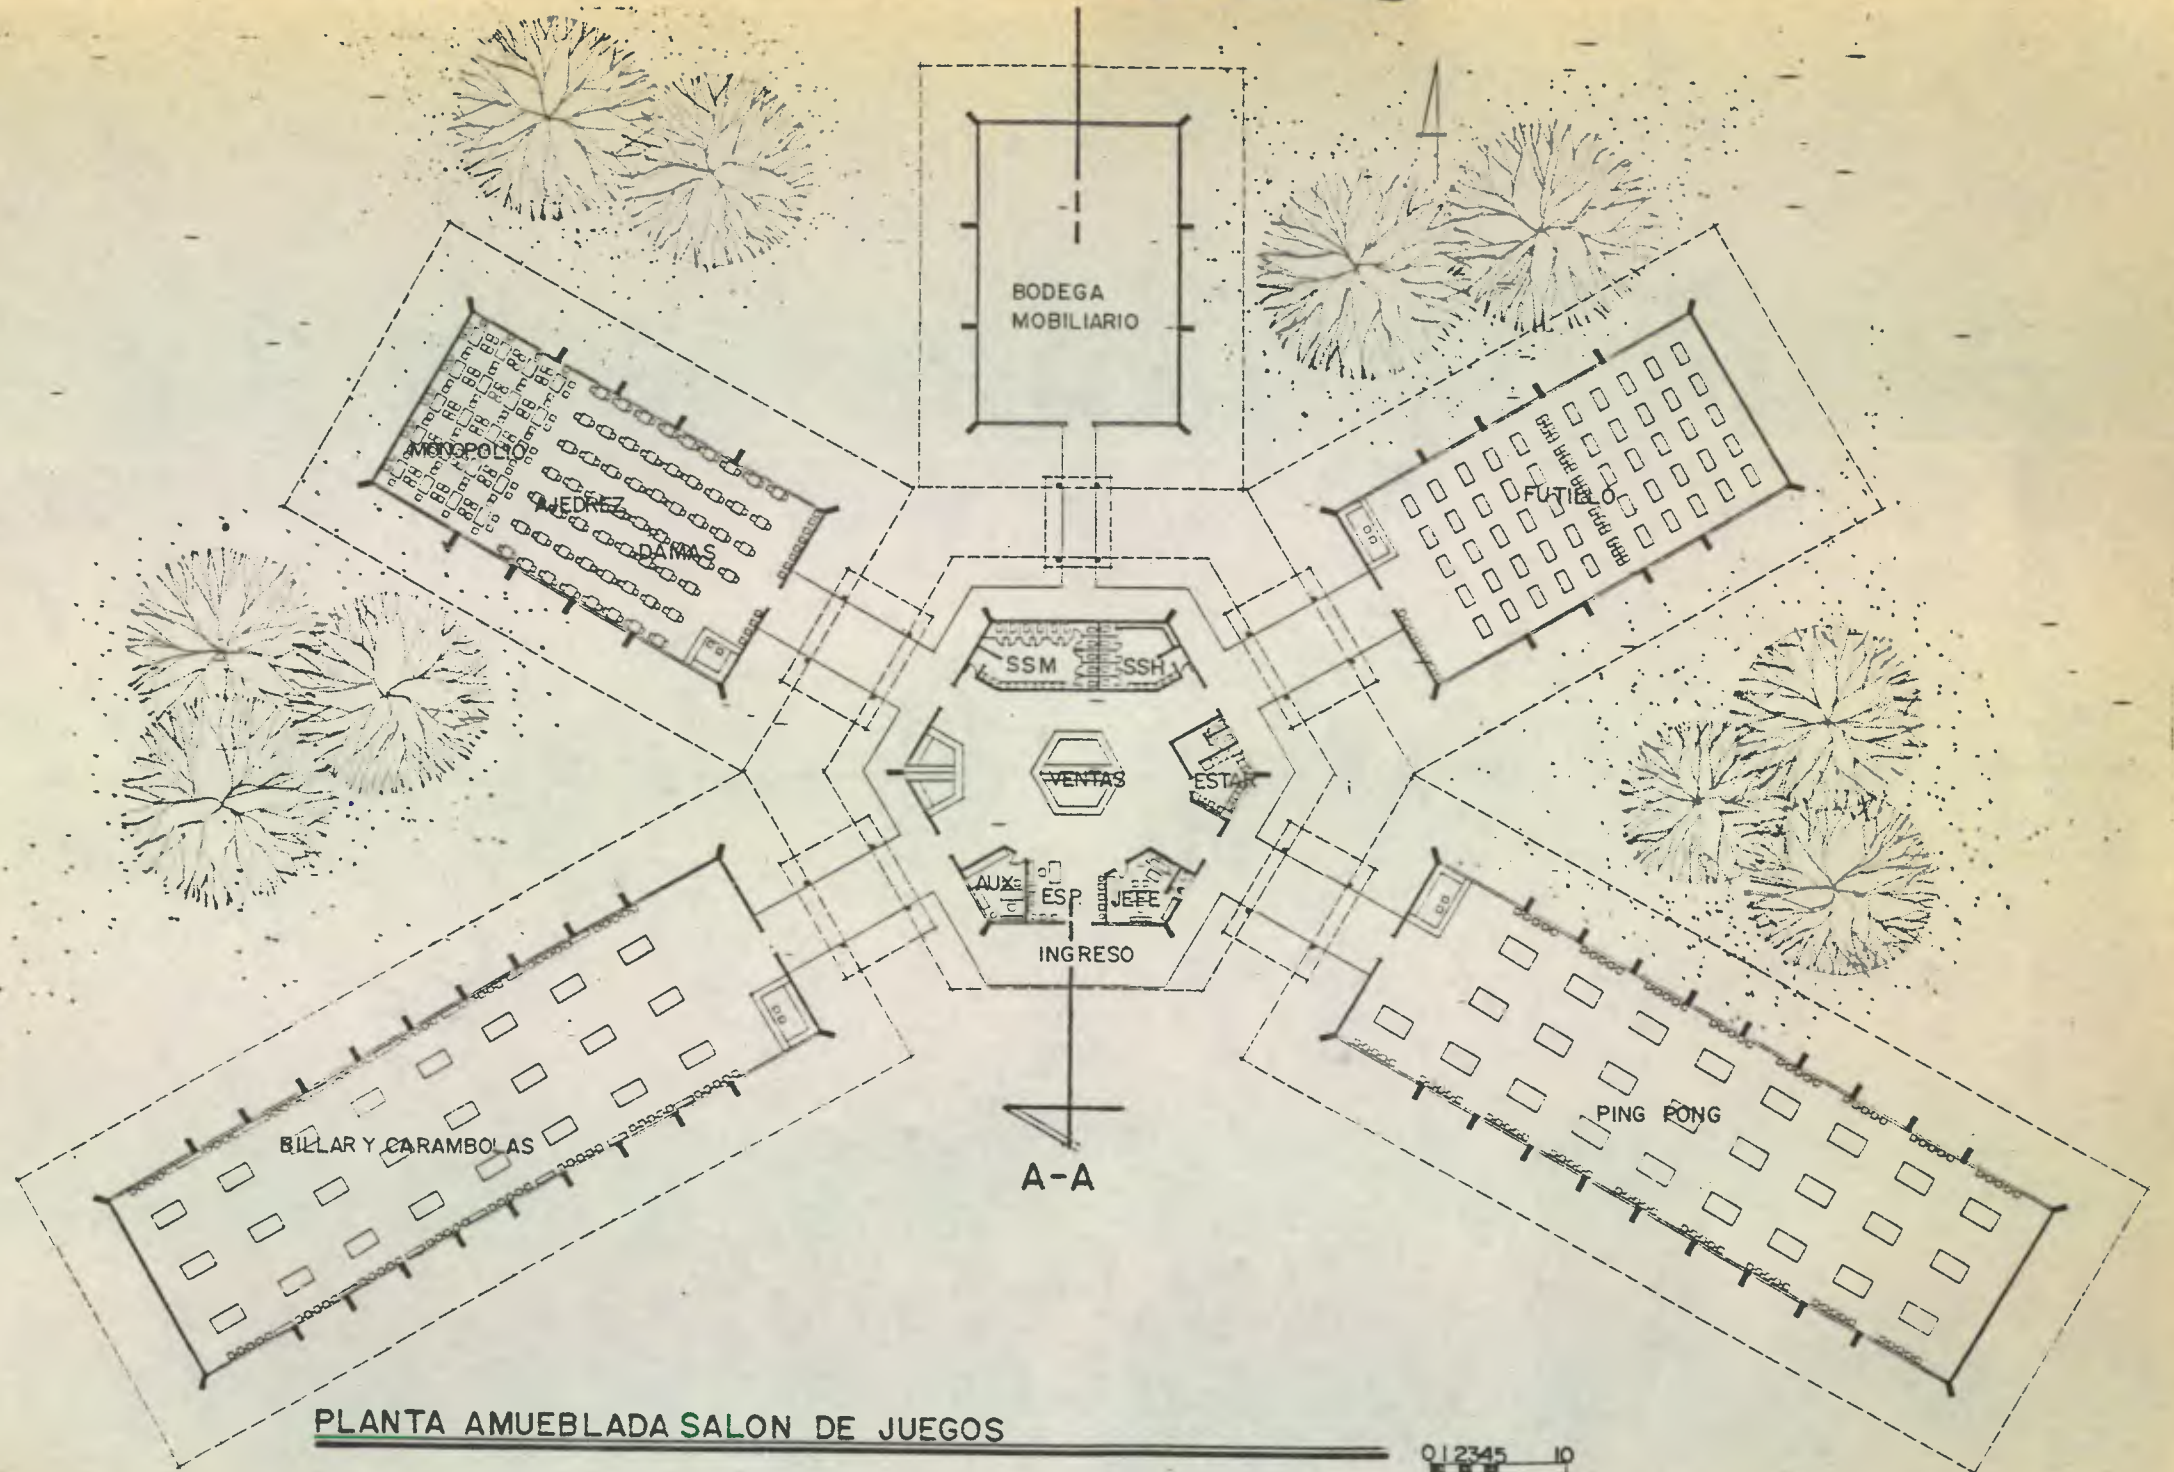 BODEGA
MOBILIARIO
MONOPOLIO
AJEDREZ
DAMAS
FUTILLO
SSM
SSH
VENTAS
ESTAR
AUX
ESP.
JEFE
INGRESO
BILLAR Y CARAMBOLAS
PING PONG
A-A
PLANTA AMUEBLADA SALON DE JUEGOS
0 1 2 3 4 5 10